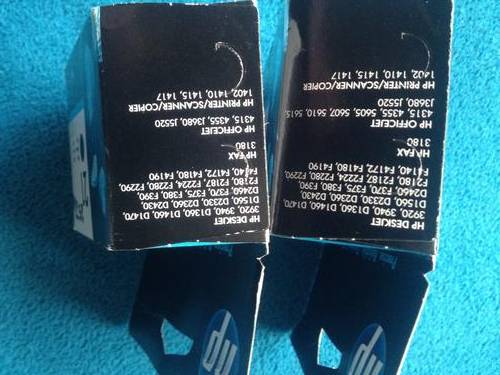 hp
HP DESKJET
3920, 3940, D1360, D1460, D1470,
D1560, D2330, D2360, D2430,
D2460, F370, F375, F380, F390,
F2180, F2187, F2224, F2280, F2290,
F4140, F4172, F4180, F4190
HP FAX
3180
HP OFFICEJET
4315, 4355, 5605, 5607, 5610, 5615,
J3680, J5520
HP PRINTER/SCANNER/COPIER
1402, 1410, 1415, 1417
hp
HP DESKJET
3920, 3940, D1360, D1460, D1470,
D1560, D2330, D2360, D2430,
D2460, F370, F375, F380, F390,
F2180, F2187, F2224, F2280, F2290,
F4140, F4172, F4180, F4190
HP FAX
3180
HP OFFICEJET
4315, 4355, J3680, J5520
HP PRINTER/SCANNER/COPIER
1402, 1410, 1415, 1417